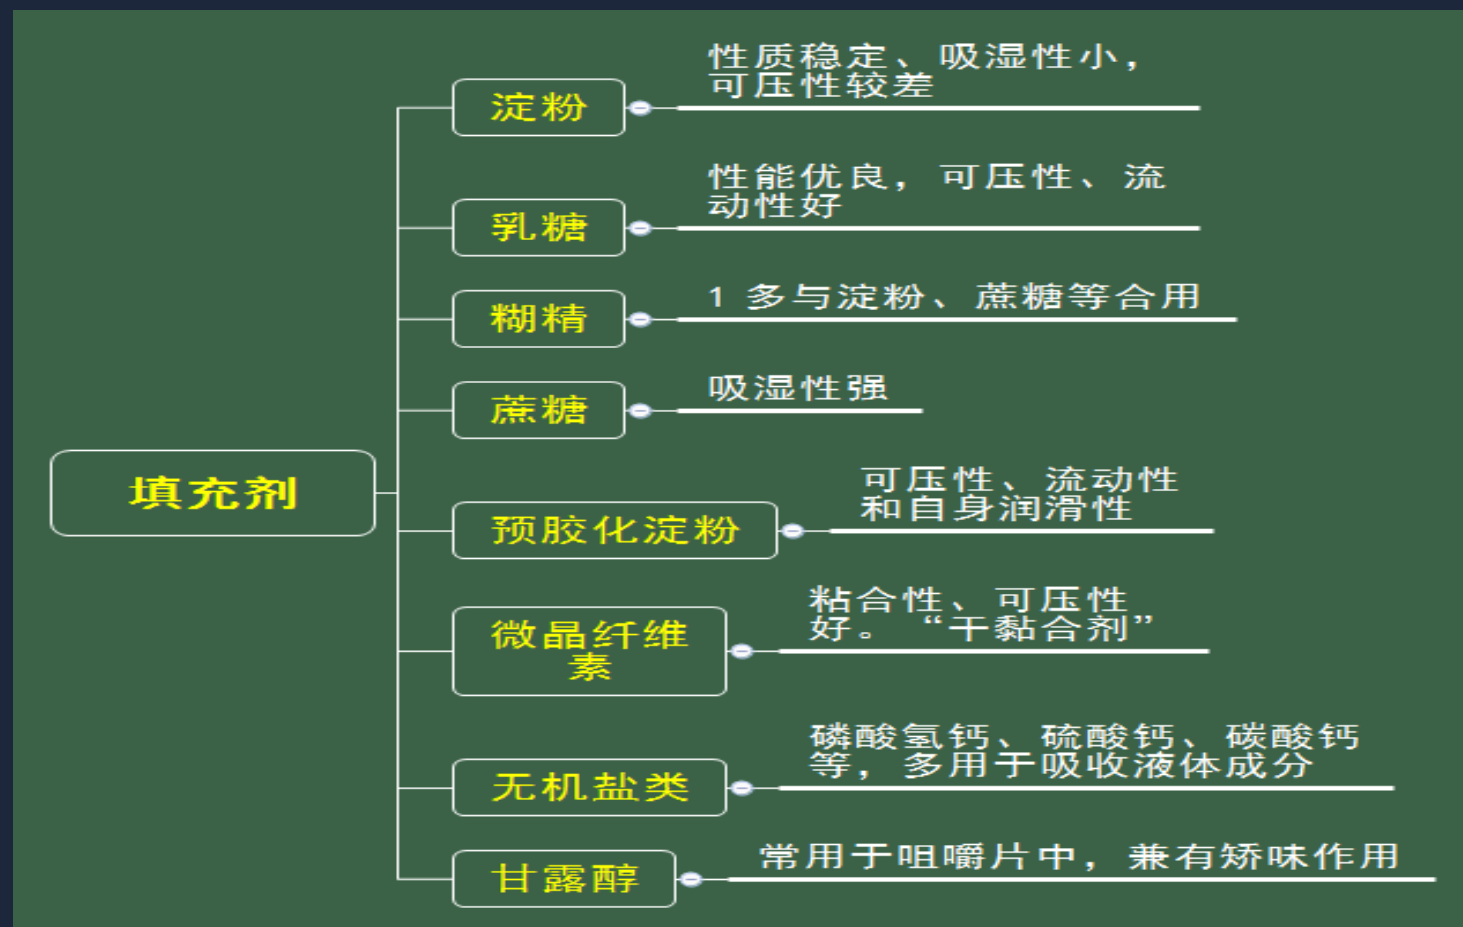 填充剂
淀粉
性质稳定、吸湿性小，
可压性较差
乳糖
性能优良，可压性、流
动性好
糊精
1 多与淀粉、蔗糖等合用
蔗糖
吸湿性强
预胶化淀粉
可压性、流动性
和自身润滑性
微晶纤维
素
粘合性、可压性
好。“干黏合剂”
无机盐类
磷酸氢钙、硫酸钙、碳酸钙
等，多用于吸收液体成分
甘露醇
常用于咀嚼片中，兼有矫味作用